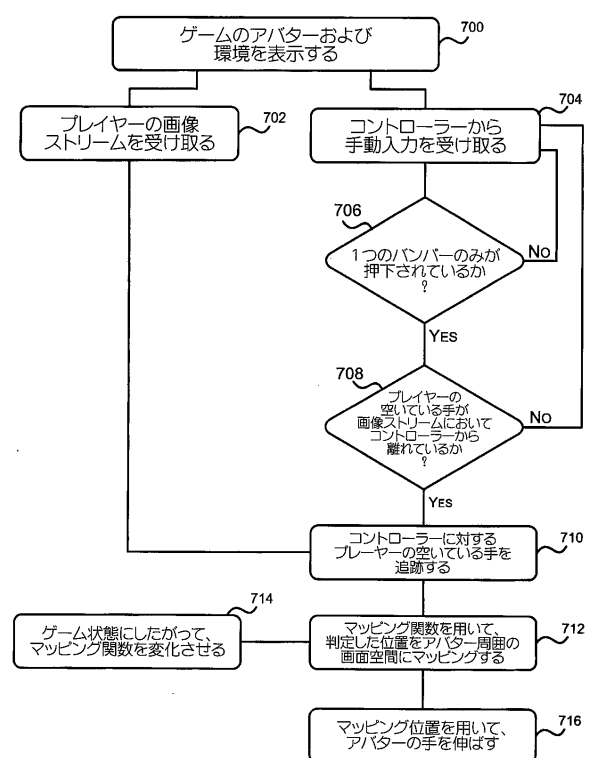 ゲームのアバターおよび
環境を表示する
700
プレイヤーの画像
ストリームを受け取る
702
コントローラーから
手動入力を受け取る
704
706
1つのバンパーのみが
押下されているか
?
NO
YES
708
プレイヤーの
空いている手が
画像ストリームにおいて
コントローラーから
離れているか
?
NO
YES
コントローラーに対する
プレーヤーの空いている手を
追跡する
710
714
ゲーム状態にしたがって、
マッピング関数を変化させる
マッピング関数を用いて、
判定した位置をアバター周囲の
画面空間にマッピングする
712
マッピング位置を用いて、
アバターの手を伸ばす
716